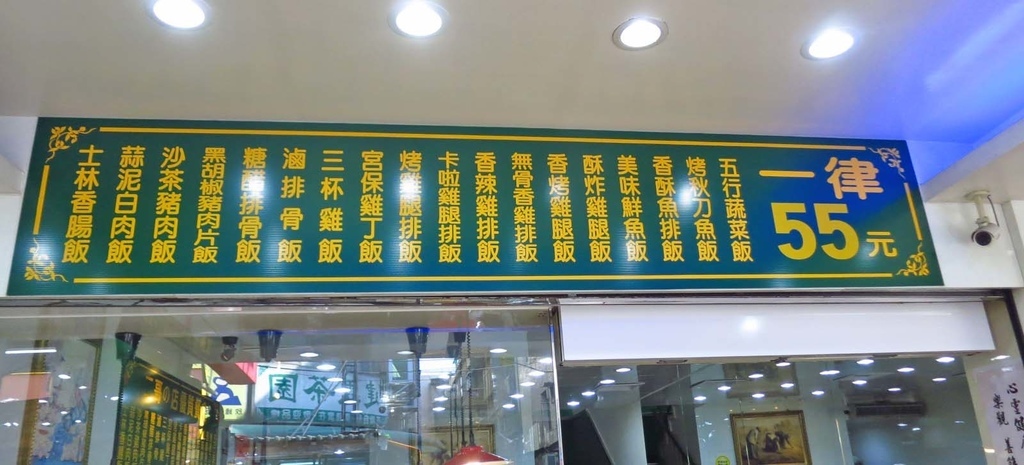 一律
55元
五行蔬菜飯
烤秋刀魚飯
香酥魚排飯
美味鮮魚飯
酥炸雞腿飯
香烤雞腿飯
無骨香雞排飯
香辣雞排飯
卡啦雞腿排飯
烤雞腿排飯
宮保雞丁飯
三杯雞飯
滷排骨飯
糖醋排骨飯
黑胡椒豬肉片飯
沙茶豬肉飯
蒜泥白肉飯
士林香腸飯
茶園